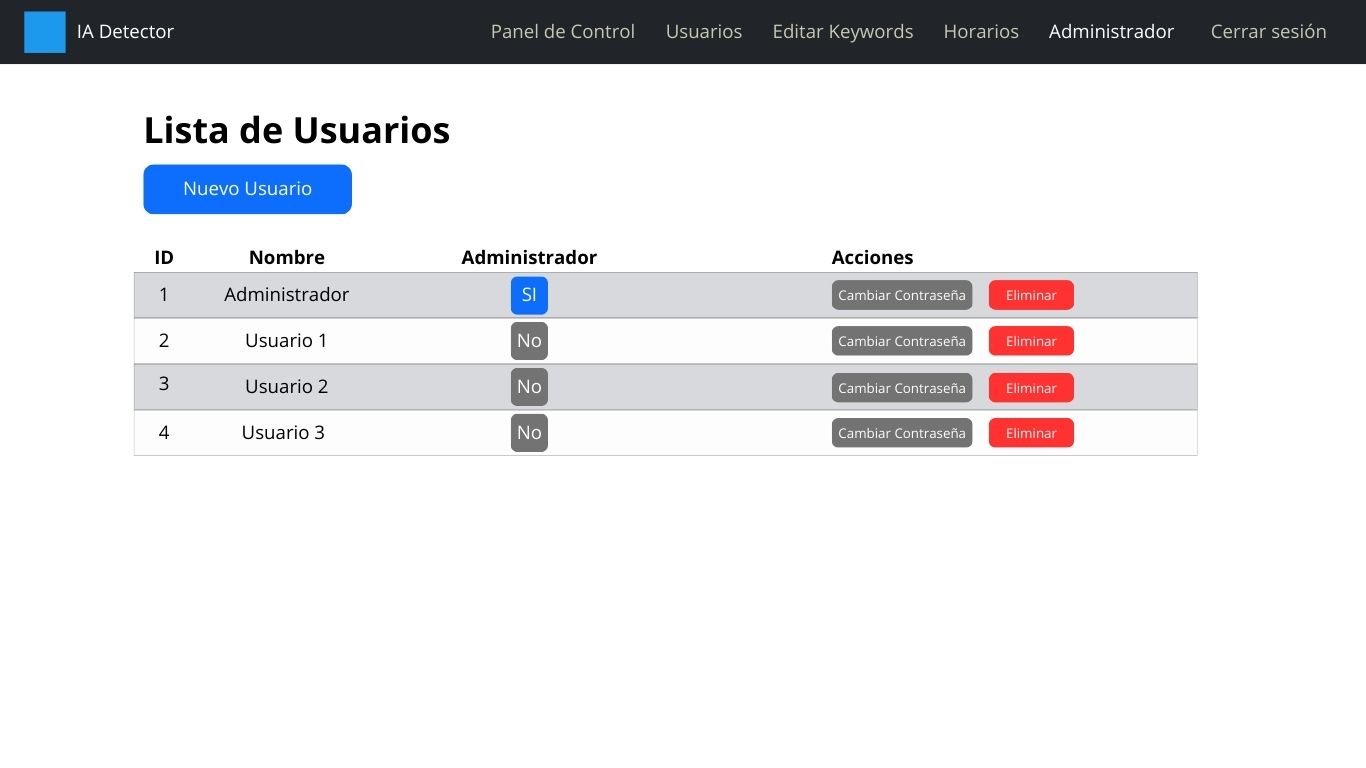 IA Detector Panel de Control Usuarios Editar Keywords Horarios Administrador Cerrar sesión
Lista de Usuarios
Nuevo Usuario
ID Nombre Administrador Acciones
1 Administrador SI Cambiar Contraseña Eliminar
2 Usuario 1 No Cambiar Contraseña Eliminar
3 Usuario 2 No Cambiar Contraseña Eliminar
4 Usuario 3 No Cambiar Contraseña Eliminar